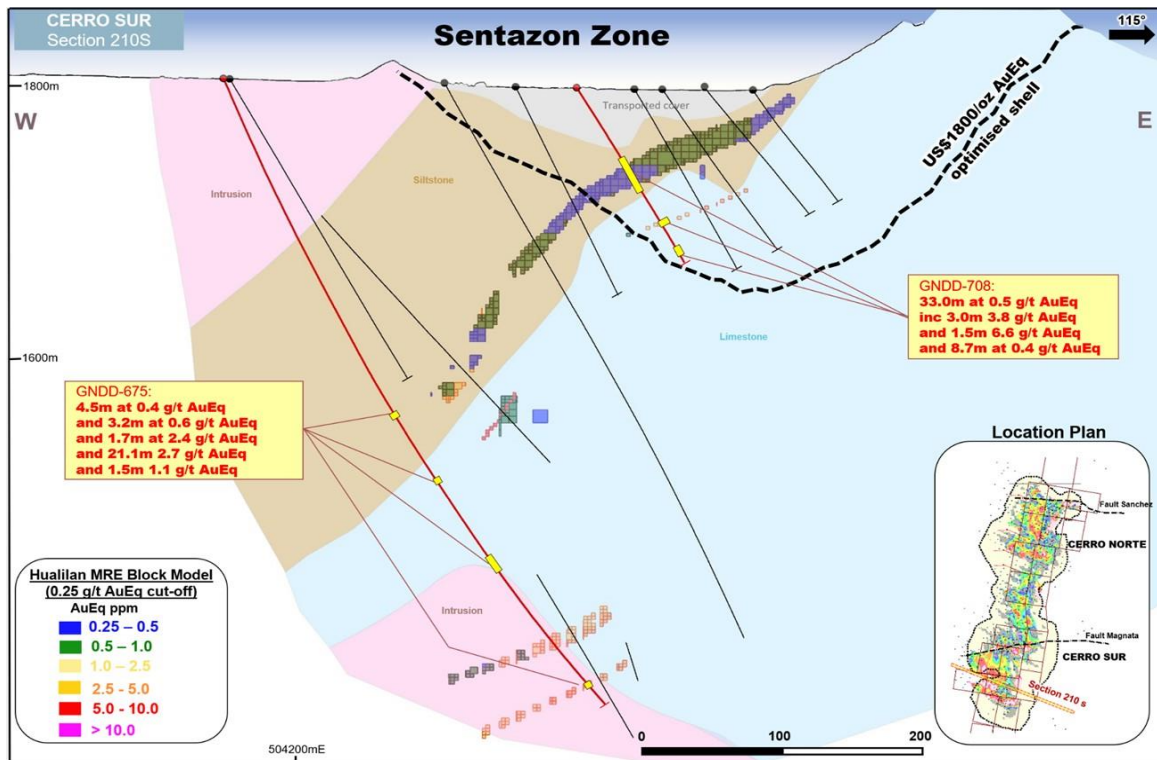 CERRO SUR
Section 210S
Sentazon Zone
115°
1800m
W
E
Transported cover
US$1800/oz AuEq
optimised shell
Siltstone
Intrusion
GNDD-708:
33.0m at 0.5 g/t AuEq
inc 3.0m 3.8 g/t AuEq
and 1.5m 6.6 g/t AuEq
and 8.7m at 0.4 g/t AuEq
Limestone
1600m
GNDD-675:
4.5m at 0.4 g/t AuEq
and 3.2m at 0.6 g/t AuEq
and 1.7m at 2.4 g/t AuEq
and 21.1m 2.7 g/t AuEq
and 1.5m 1.1 g/t AuEq
Location Plan
Fault Sanchez
CERRO NORTE
Fault Magnata
CERRO SUR
Section 210 s
Hualilan MRE Block Model
(0.25 g/t AuEq cut-off)
AuEq ppm
0.25 – 0.5
0.5 – 1.0
1.0 – 2.5
2.5 - 5.0
5.0 - 10.0
> 10.0
Intrusion
504200mE
0 100 200